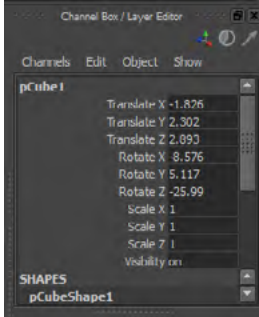 Channel Box / Layer Editor
Channels Edit Object Show
pCube1
Translate X -1.826
Translate Y 2.302
Translate Z 2.893
Rotate X -8.576
Rotate Y 5.117
Rotate Z -25.99
Scale X 1
Scale Y 1
Scale Z 1
Visibility on
SHAPES
pCubeShape1